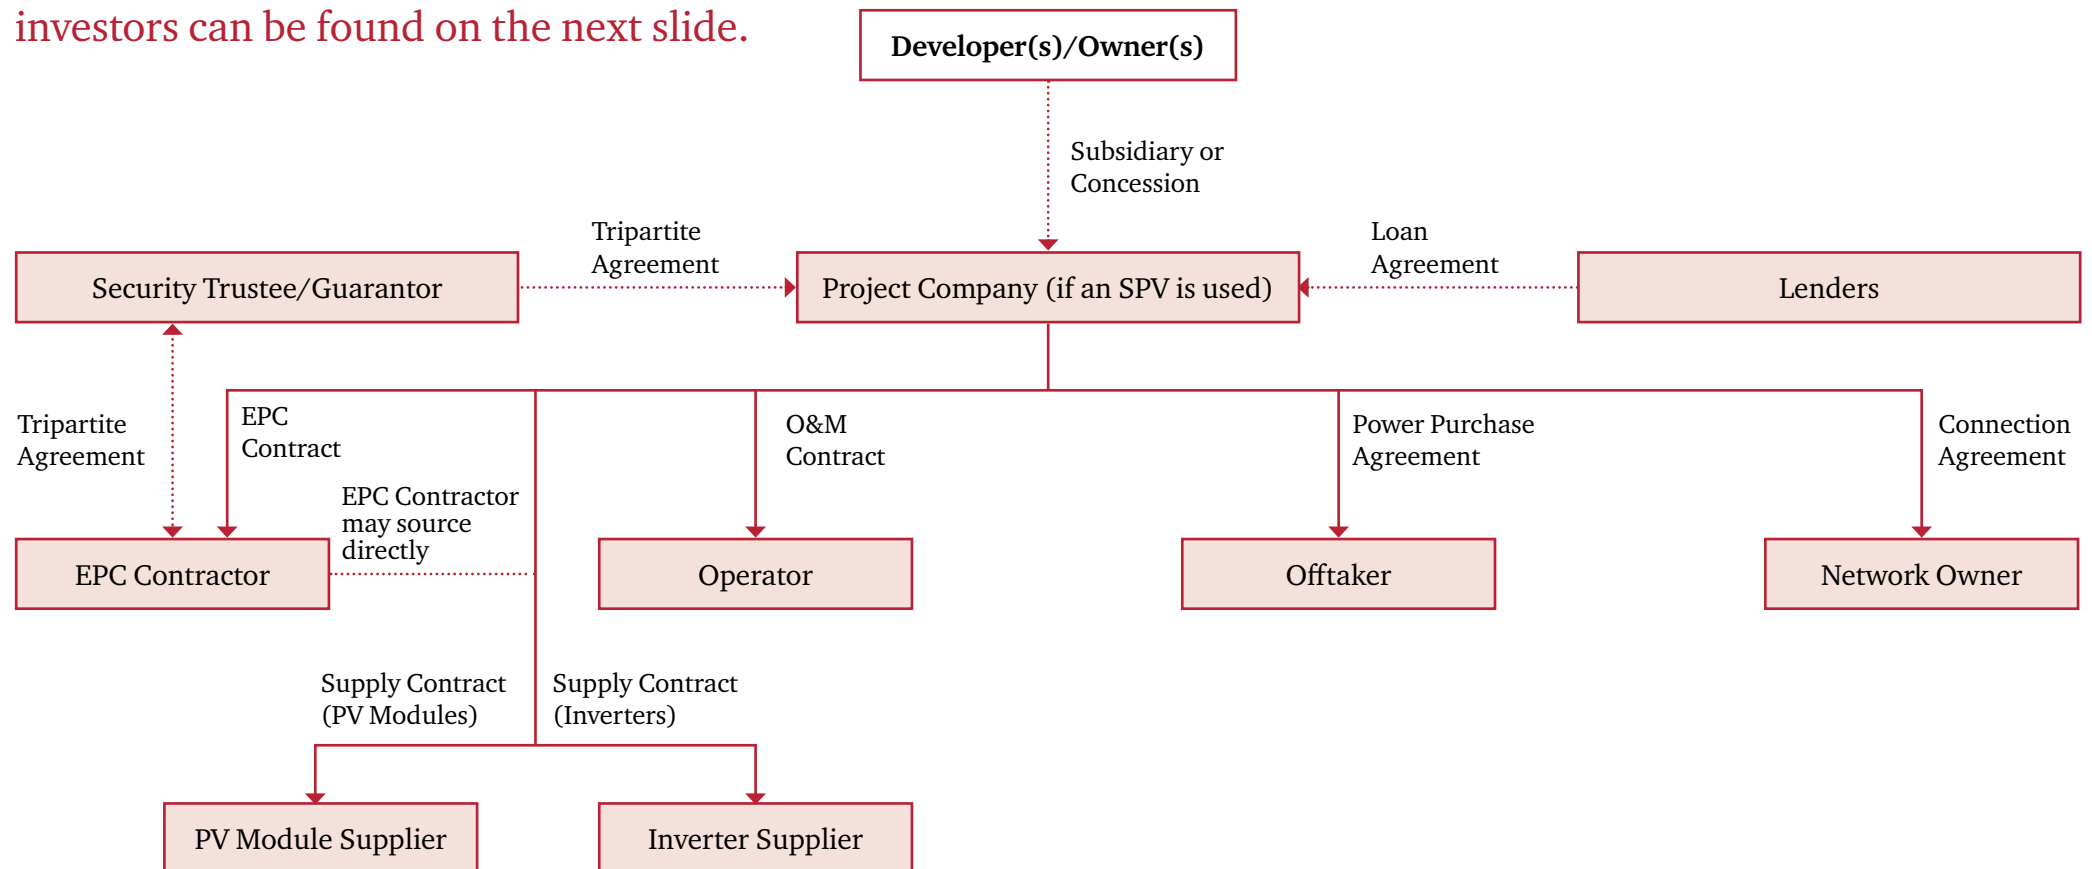 investors can be found on the next slide.
Developer(s)/Owner(s)
Subsidiary or
Concession
Tripartite
Agreement
Loan
Agreement
Security Trustee/Guarantor
Project Company (if an SPV is used)
Lenders
Tripartite
Agreement
EPC
Contract
O&M
Contract
Power Purchase
Agreement
Connection
Agreement
EPC Contractor
may source
directly
EPC Contractor
Operator
Offtaker
Network Owner
Supply Contract
(PV Modules)
Supply Contract
(Inverters)
PV Module Supplier
Inverter Supplier